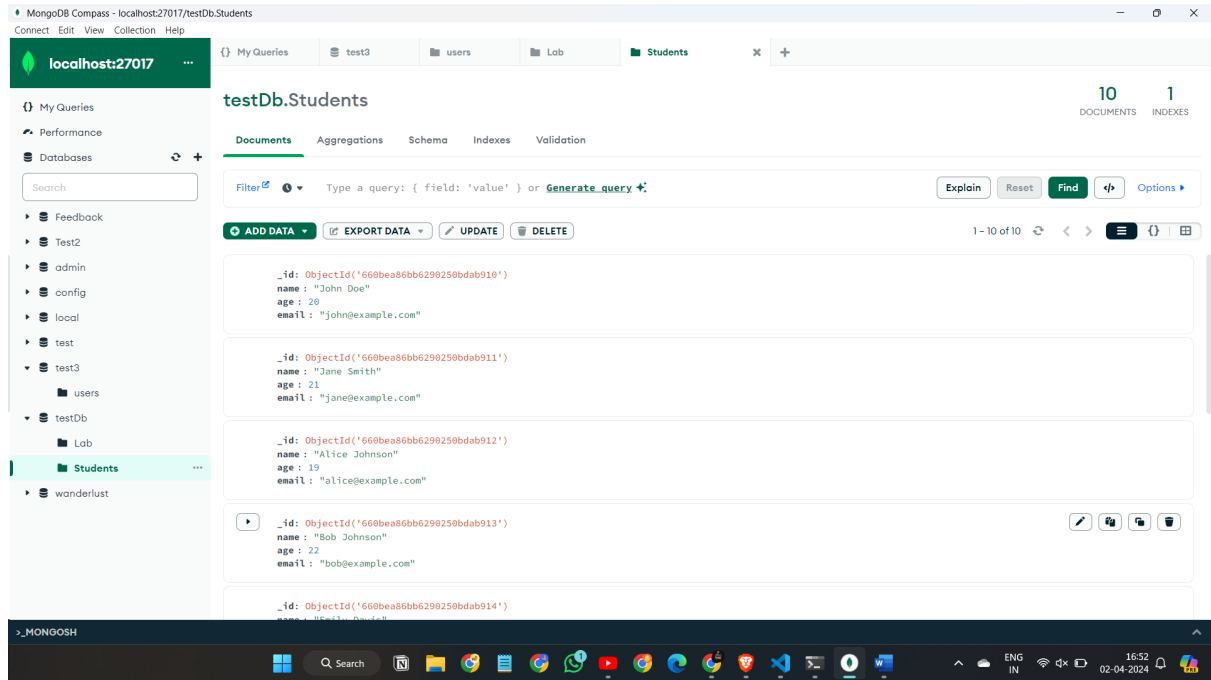 MongoDB Compass - localhost:27017/testDb.Students
Connect Edit View Collection Help
localhost:27017 ...
{} My Queries
test3
users
Lab
Students
{} My Queries
Performance
Databases
Search
Feedback
Test2
admin
config
local
test
test3
users
testDb
Lab
Students
wanderlust
testDb.Students
10
DOCUMENTS
1
INDEXES
Documents Aggregations Schema Indexes Validation
Filter Type a query: { field: 'value' } or Generate query
Explain Reset Find </> Options
ADD DATA EXPORT DATA UPDATE DELETE
1 – 10 of 10 {}
_id: ObjectId('660bea86bb6290250bdab910')
name : "John Doe"
age : 20
email : "john@example.com"
_id: ObjectId('660bea86bb6290250bdab911')
name : "Jane Smith"
age : 21
email : "jane@example.com"
_id: ObjectId('660bea86bb6290250bdab912')
name : "Alice Johnson"
age : 19
email : "alice@example.com"
_id: ObjectId('660bea86bb6290250bdab913')
name : "Bob Johnson"
age : 22
email : "bob@example.com"
_id: ObjectId('660bea86bb6290250bdab914')
name : "Emily Davis"
>_MONGOSH
Search
ENG
IN
16:52
02-04-2024